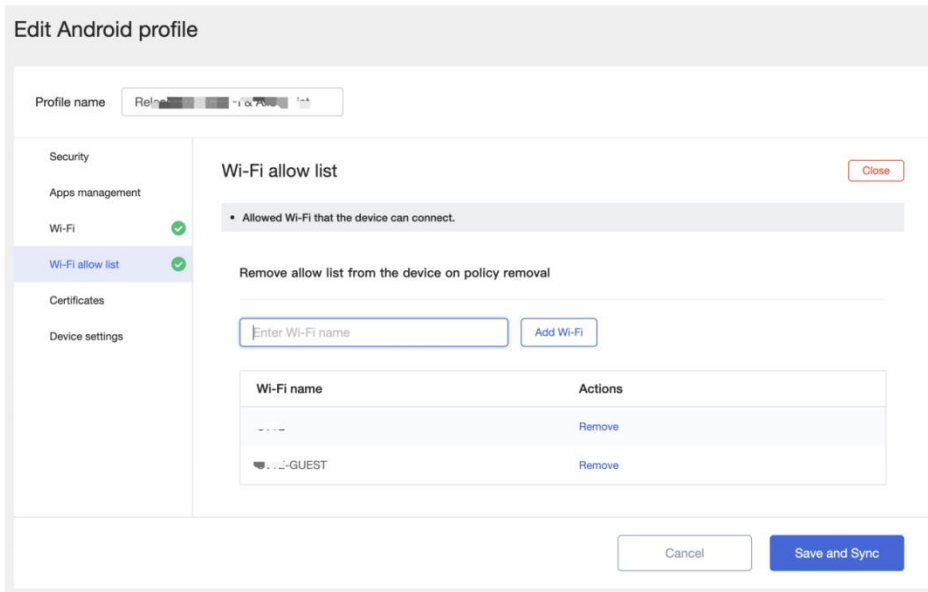 Edit Android profile
Profile name
Security
Apps management
Wi-Fi
Wi-Fi allow list
Certificates
Device settings
Wi-Fi allow list
Close
▪ Allowed Wi-Fi that the device can connect.
Remove allow list from the device on policy removal
Enter Wi-Fi name
Add Wi-Fi
Wi-Fi name Actions
Remove
-GUEST Remove
Cancel
Save and Sync